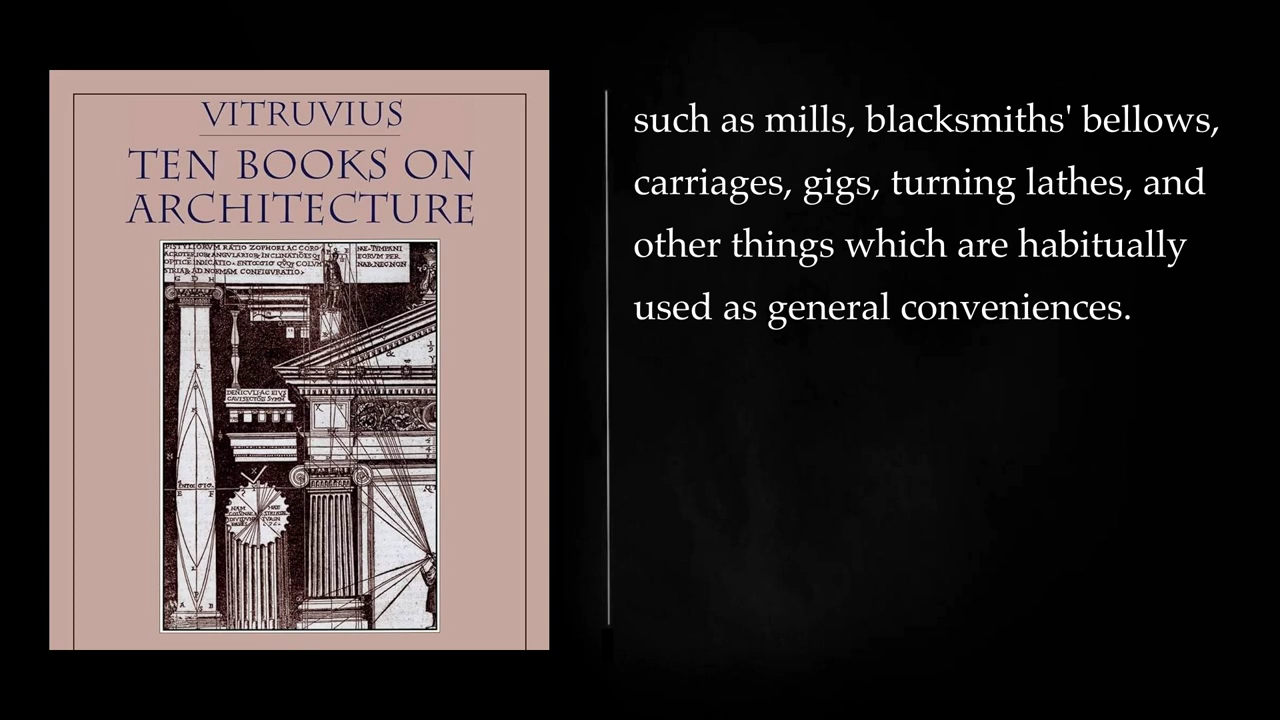 VITRUVIUS
TEN BOOKS ON
ARCHITECTURE
such as mills, blacksmiths' bellows,
carriages, gigs, turning lathes, and
other things which are habitually
used as general conveniences.